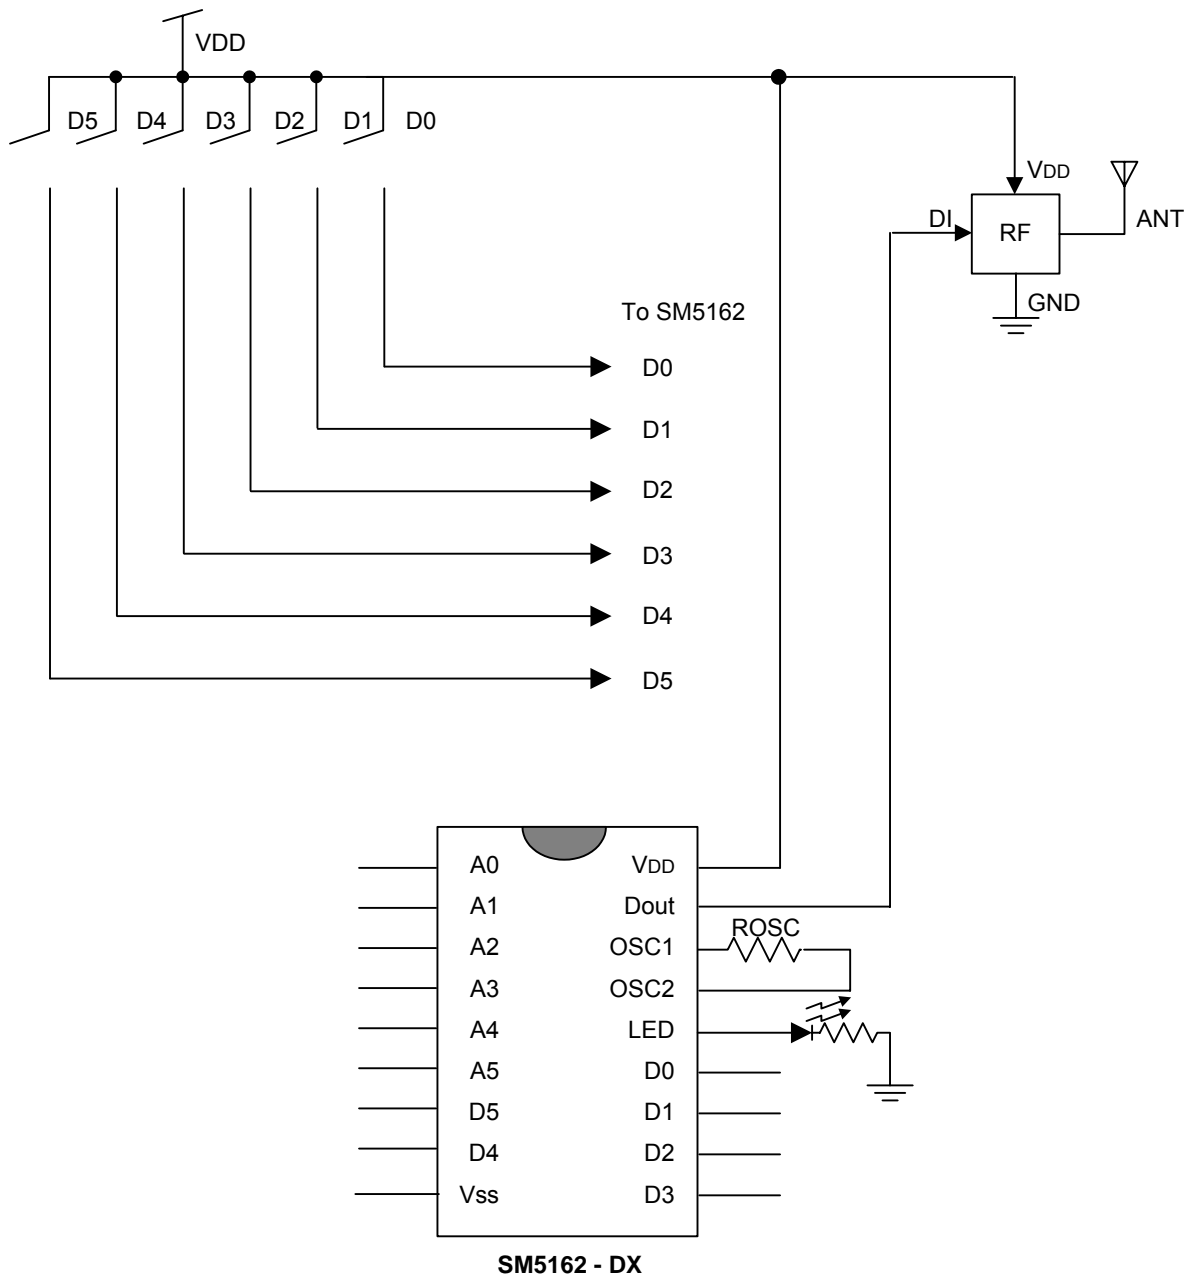 VDD
D5 D4 D3 D2 D1 D0
VDD
DI RF ANT
GND
To SM5162
D0
D1
D2
D3
D4
D5
A0 VDD
A1 Dout
ROSC
A2 OSC1
A3 OSC2
A4 LED
A5 D0
D5 D1
D4 D2
Vss D3
SM5162 - DX